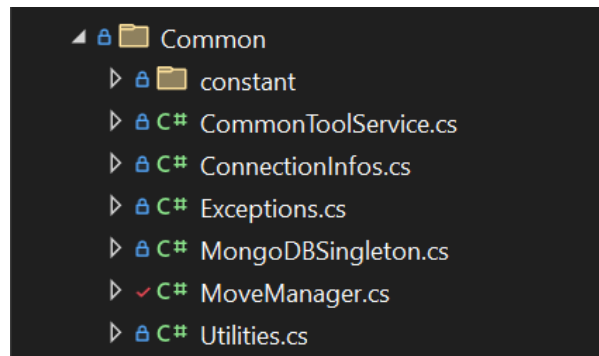 Common
constant
C# CommonToolService.cs
C# ConnectionInfos.cs
C# Exceptions.cs
C# MongoDBSingleton.cs
C# MoveManager.cs
C# Utilities.cs